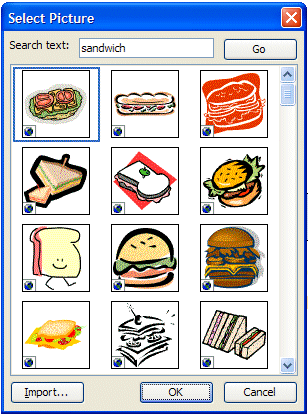 Select Picture
Search text: sandwich Go
Import... OK Cancel